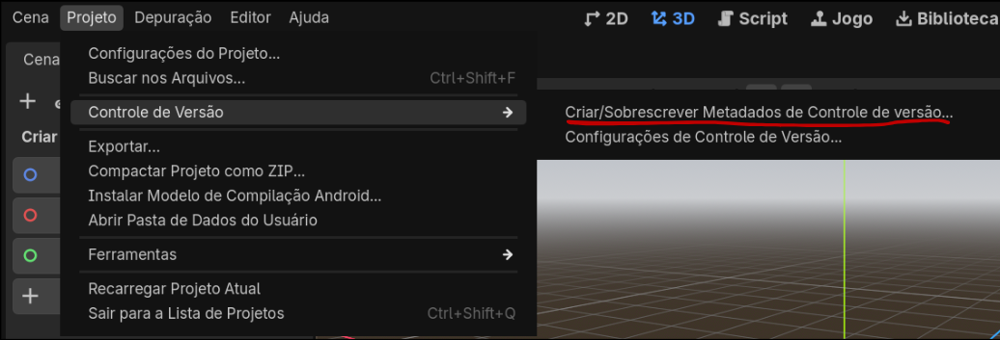 Cena Projeto Depuração Editor Ajuda 2D 3D Script Jogo Biblioteca
Cena
Configurações do Projeto...
Buscar nos Arquivos... Ctrl+Shift+F
Controle de Versão
Criar/Sobrescrever Metadados de Controle de versão...
Configurações de Controle de Versão...
Criar
Exportar...
Compactar Projeto como ZIP...
Instalar Modelo de Compilação Android...
Abrir Pasta de Dados do Usuário
Ferramentas
Recarregar Projeto Atual
Sair para a Lista de Projetos Ctrl+Shift+Q